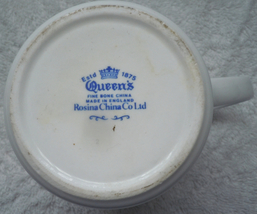 Estd 1875
Queen's
FINE BONE CHINA
MADE IN ENGLAND
Rosina China Co Ltd